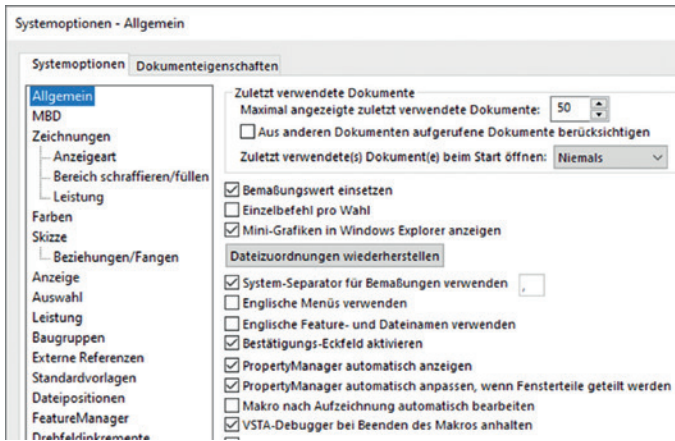 Systemoptionen - Allgemein
Systemoptionen
Dokumenteigenschaften
Allgemein
MBD
Zeichnungen
Anzeigeart
Bereich schraffieren/füllen
Leistung
Farben
Skizze
Beziehungen/Fangen
Anzeige
Auswahl
Leistung
Baugruppen
Externe Referenzen
Standardvorlagen
Dateipositionen
FeatureManager
Drehfeldinkremente
Zuletzt verwendete Dokumente
Maximal angezeigte zuletzt verwendete Dokumente: 50
Aus anderen Dokumenten aufgerufene Dokumente berücksichtigen
Zuletzt verwendete(s) Dokument(e) beim Start öffnen: Niemals
Bemaßungswert einsetzen
Einzelbefehl pro Wahl
Mini-Grafiken in Windows Explorer anzeigen
Dateizuordnungen wiederherstellen
System-Separator für Bemaßungen verwenden ,
Englische Menüs verwenden
Englische Feature- und Dateinamen verwenden
Bestätigungs-Eckfeld aktivieren
PropertyManager automatisch anzeigen
PropertyManager automatisch anpassen, wenn Fensterteile geteilt werden
Makro nach Aufzeichnung automatisch bearbeiten
VSTA-Debugger bei Beenden des Makros anhalten